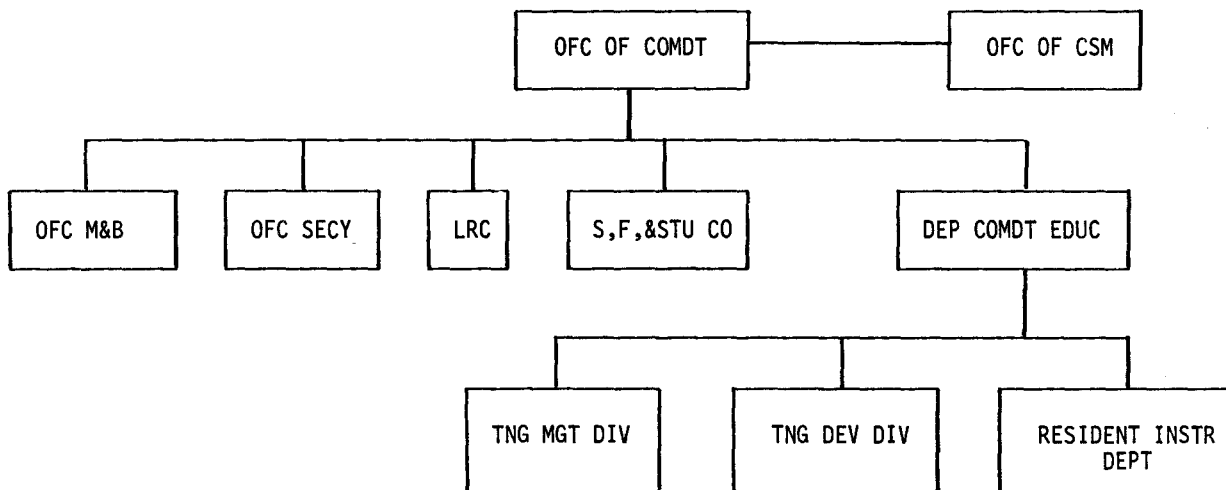 OFC OF COMDT
OFC OF CSM
OFC M&B
OFC SECY
LRC
S,F,&STU CO
DEP COMDT EDUC
TNG MGT DIV
TNG DEV DIV
RESIDENT INSTR
DEPT